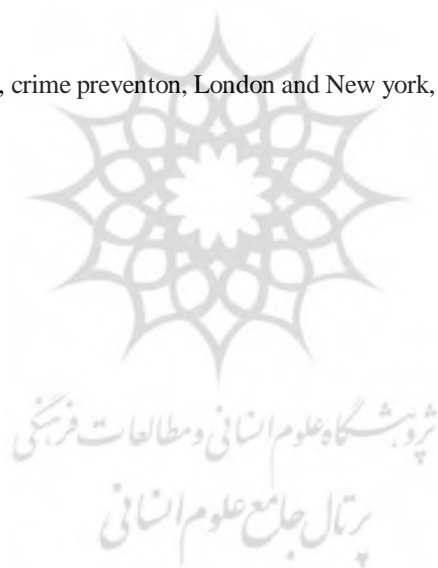 , crime preventon, London and New york,
پژوهشگاه علوم انسانی و مطالعات فرهنگی
پرتال جامع علوم انسانی